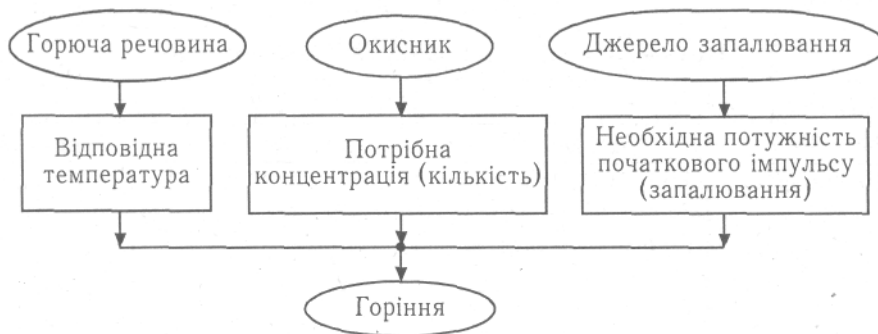 Горюча речовина
Окисник
Джерело запалювання
Відповідна
температура
Потрібна
концентрація (кількість)
Необхідна потужність
початкового імпульсу
(запалювання)
Горіння